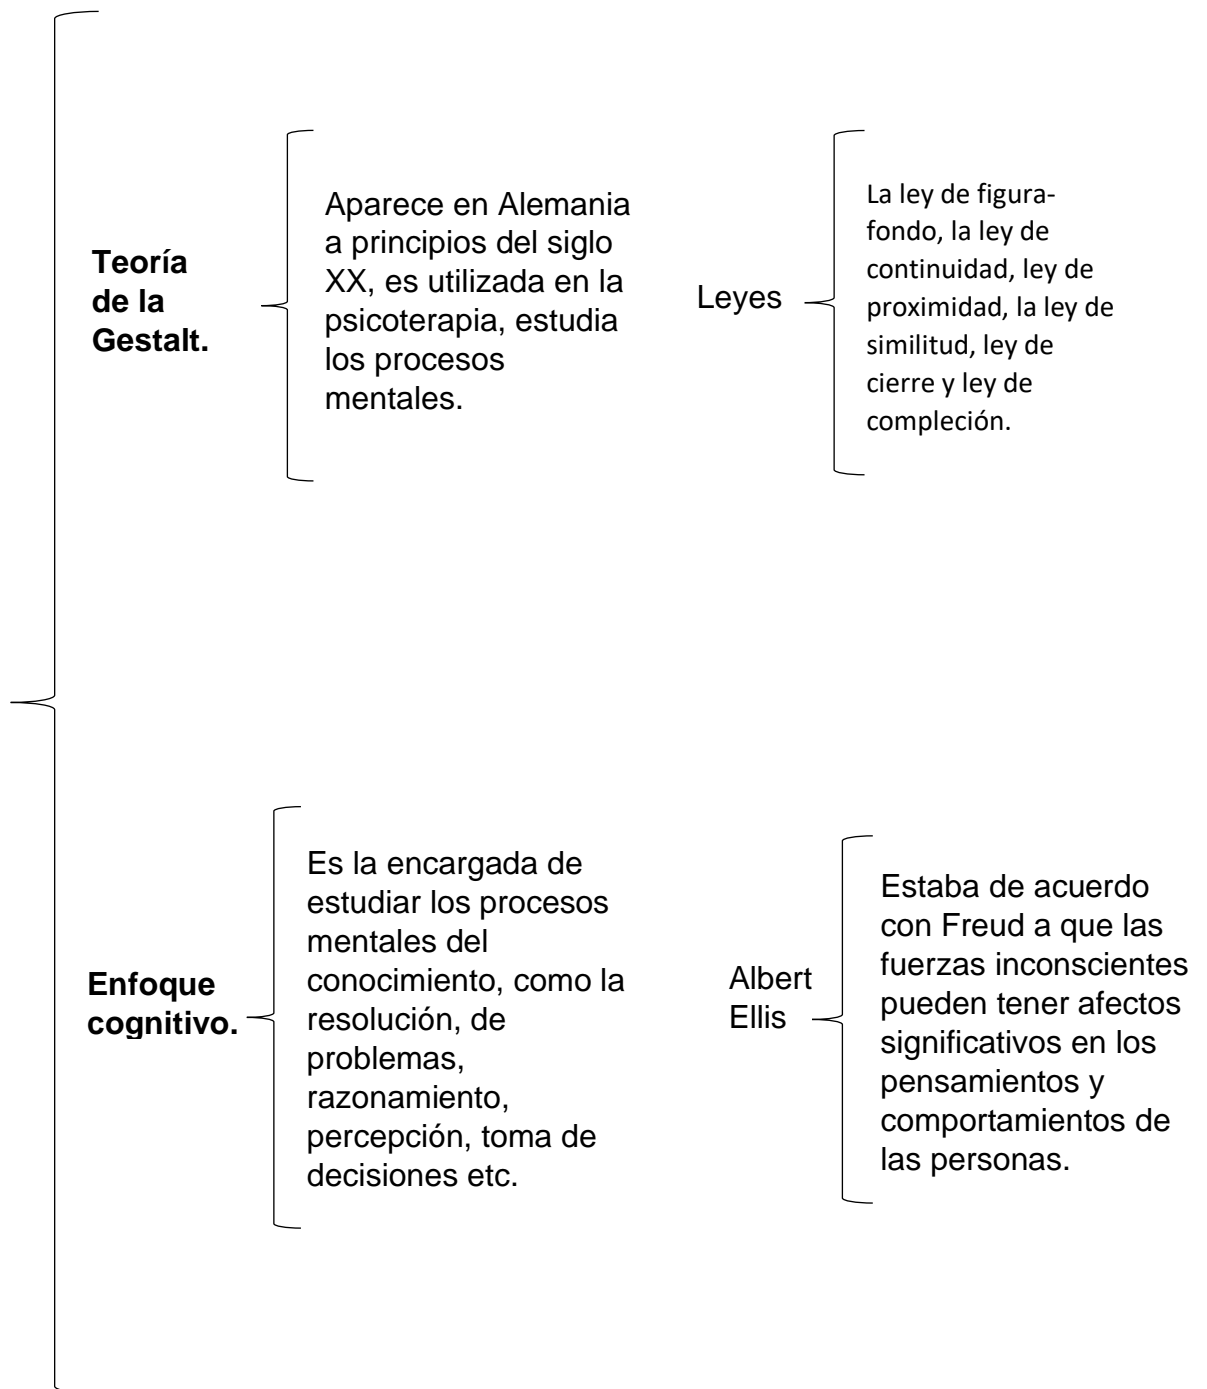 Teoría
de la
Gestalt.
Aparece en Alemania
a principios del siglo
XX, es utilizada en la
psicoterapia, estudia
los procesos
mentales.
Leyes
La ley de figura-
fondo, la ley de
continuidad, ley de
proximidad, la ley de
similitud, ley de
cierre y ley de
compleción.
Enfoque
cognitivo.
Es la encargada de
estudiar los procesos
mentales del
conocimiento, como la
resolución, de
problemas,
razonamiento,
percepción, toma de
decisiones etc.
Albert
Ellis
Estaba de acuerdo
con Freud a que las
fuerzas inconscientes
pueden tener afectos
significativos en los
pensamientos y
comportamientos de
las personas.